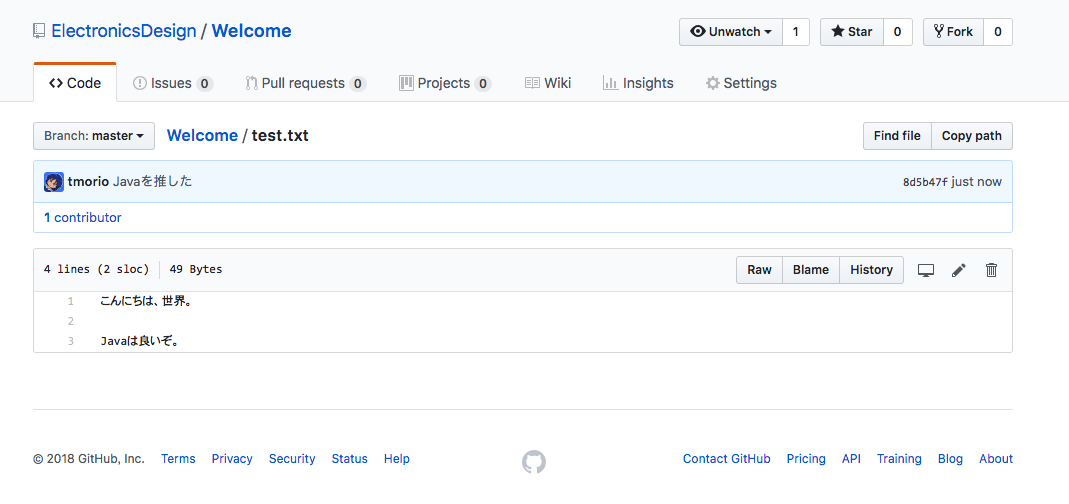 ElectronicsDesign / Welcome
Unwatch 1 Star 0 Fork 0
Code Issues 0 Pull requests 0 Projects 0 Wiki Insights Settings
Branch: master Welcome / test.txt Find file Copy path
tmorio Javaを推した 8d5b47f just now
1 contributor
4 lines (2 sloc) 49 Bytes Raw Blame History
1 こんにちは、世界。
2
3 Javaは良いぞ。
© 2018 GitHub, Inc. Terms Privacy Security Status Help Contact GitHub Pricing API Training Blog About